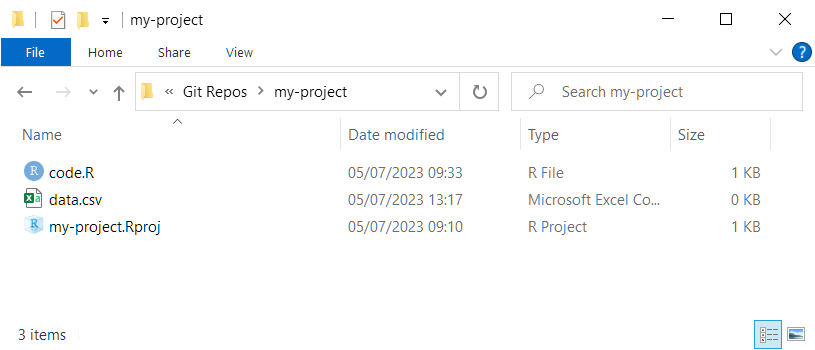 my-project
File Home Share View
« Git Repos > my-project Search my-project
Name Date modified Type Size
code.R 05/07/2023 09:33 R File 1 KB
data.csv 05/07/2023 13:17 Microsoft Excel Co... 0 KB
my-project.Rproj 05/07/2023 09:10 R Project 1 KB
3 items